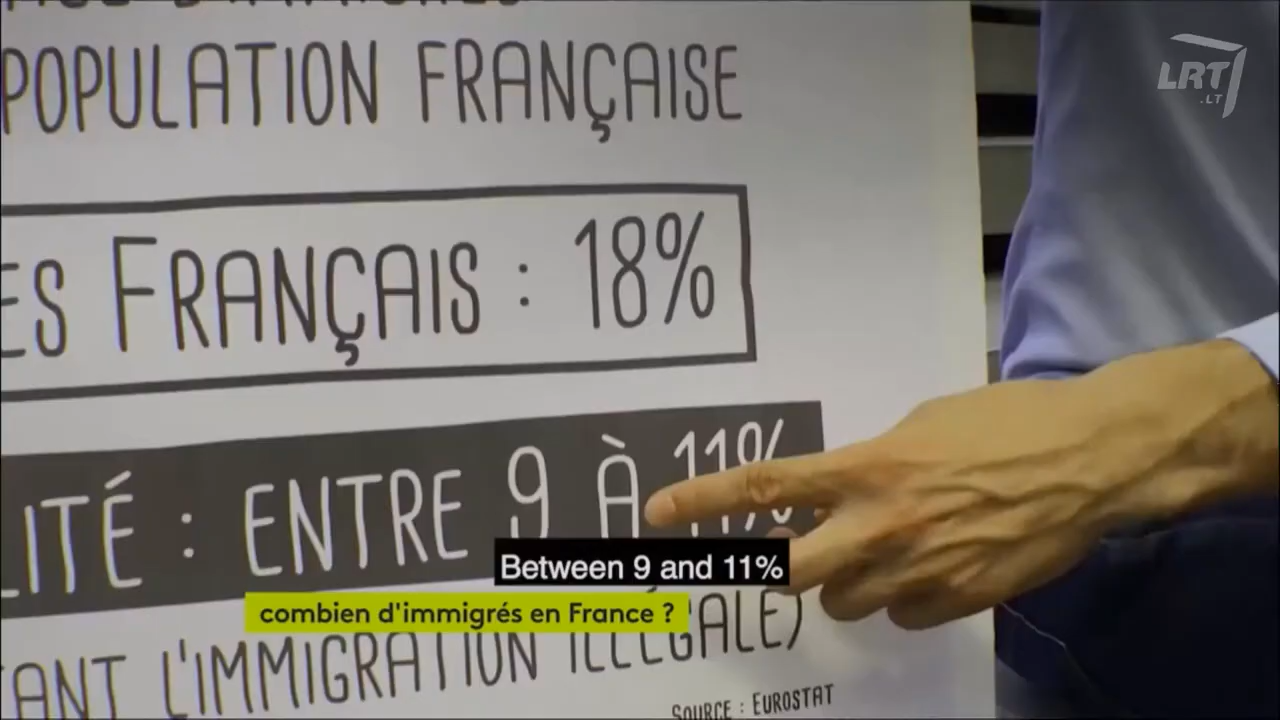 POPULATION FRANÇAISE
LRT
.LT
ES FRANÇAIS : 18%
LITÉ : ENTRE 9 À 11%
Between 9 and 11%
combien d'immigrés en France ?
TANT L'IMMIGRATION ILLÉGALE)
SOURCE : EUROSTAT